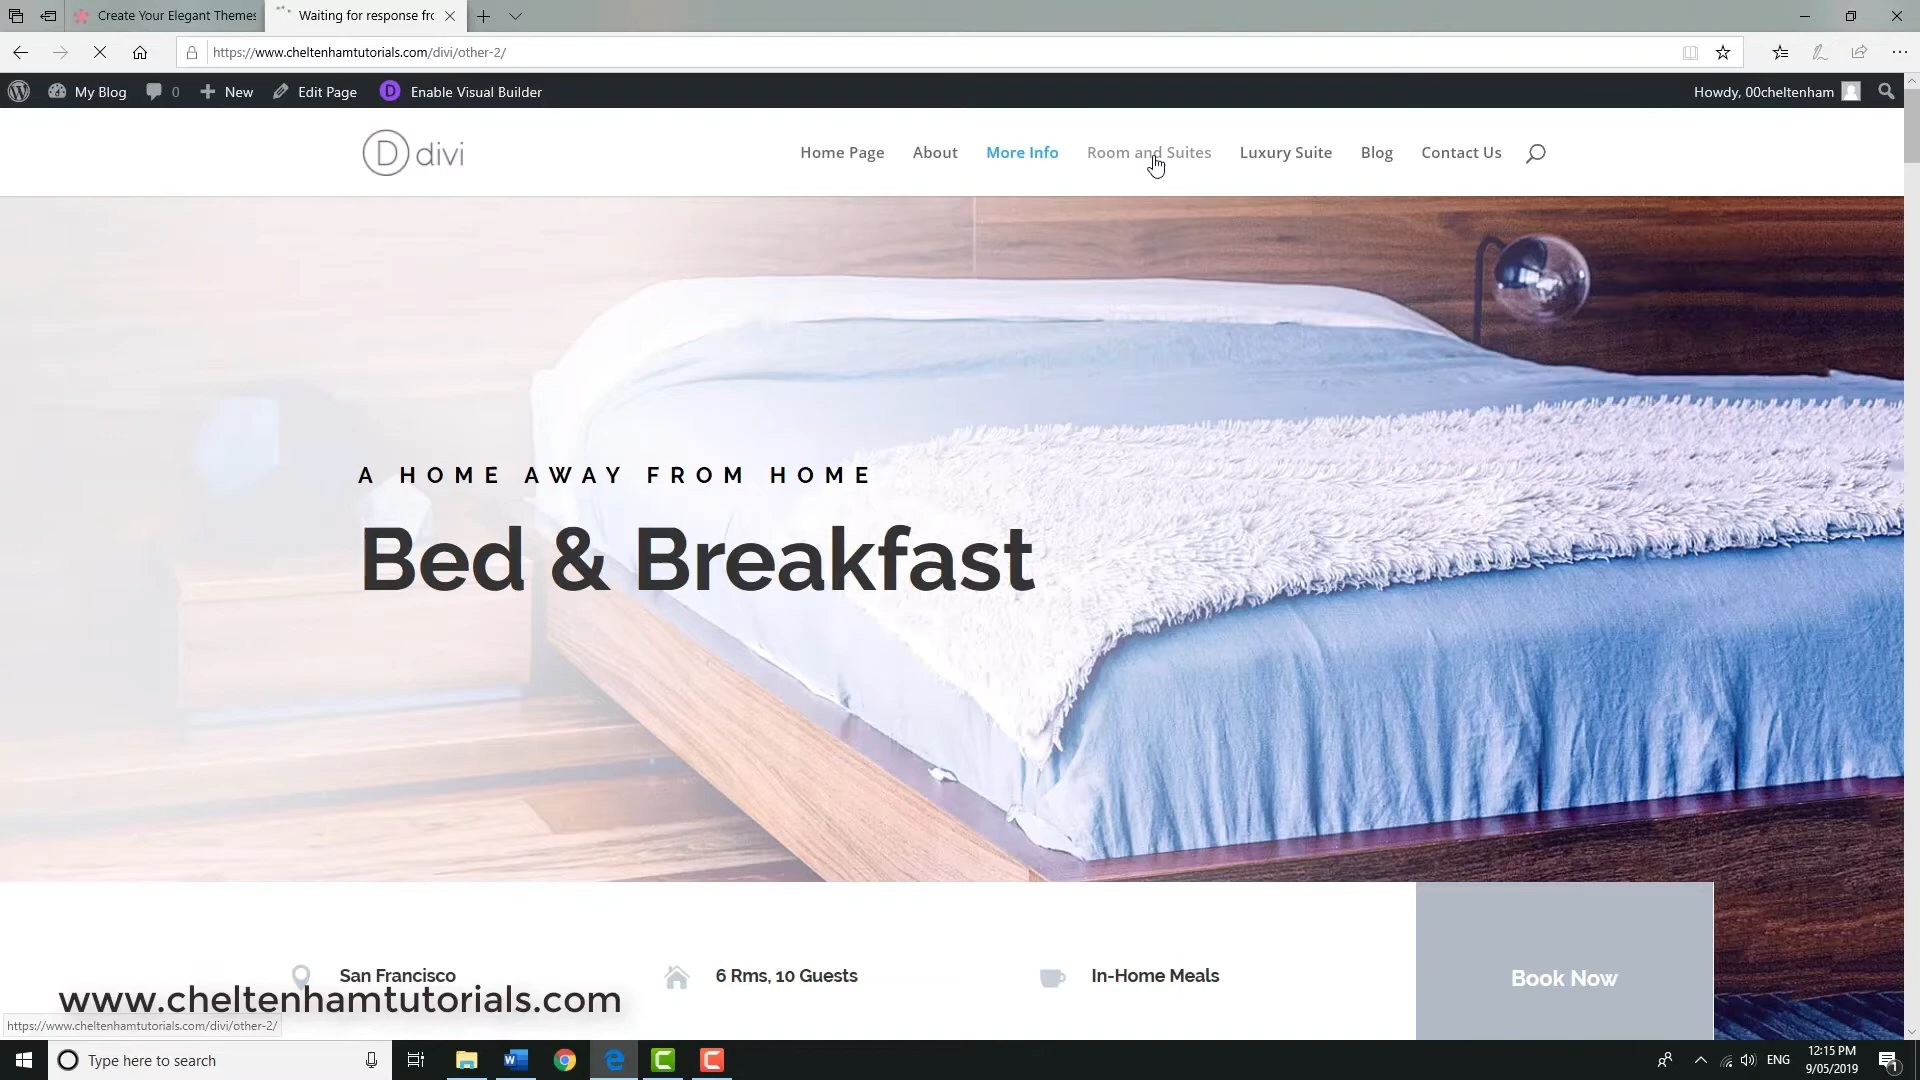 Create Your Elegant Themes
Waiting for response fro
https://www.cheltenhamtutorials.com/divi/other-2/
My Blog
0
New
Edit Page
D
Enable Visual Builder
Howdy, 00cheltenham
D divi
Home Page
About
More Info
Room and Suites
Luxury Suite
Blog
Contact Us
A HOME AWAY FROM HOME
Bed & Breakfast
San Francisco
6 Rms, 10 Guests
In-Home Meals
Book Now
www.cheltenhamtutorials.com
https://www.cheltenhamtutorials.com/divi/other-2/
Type here to search
ENG
12:15 PM
9/05/2019
1